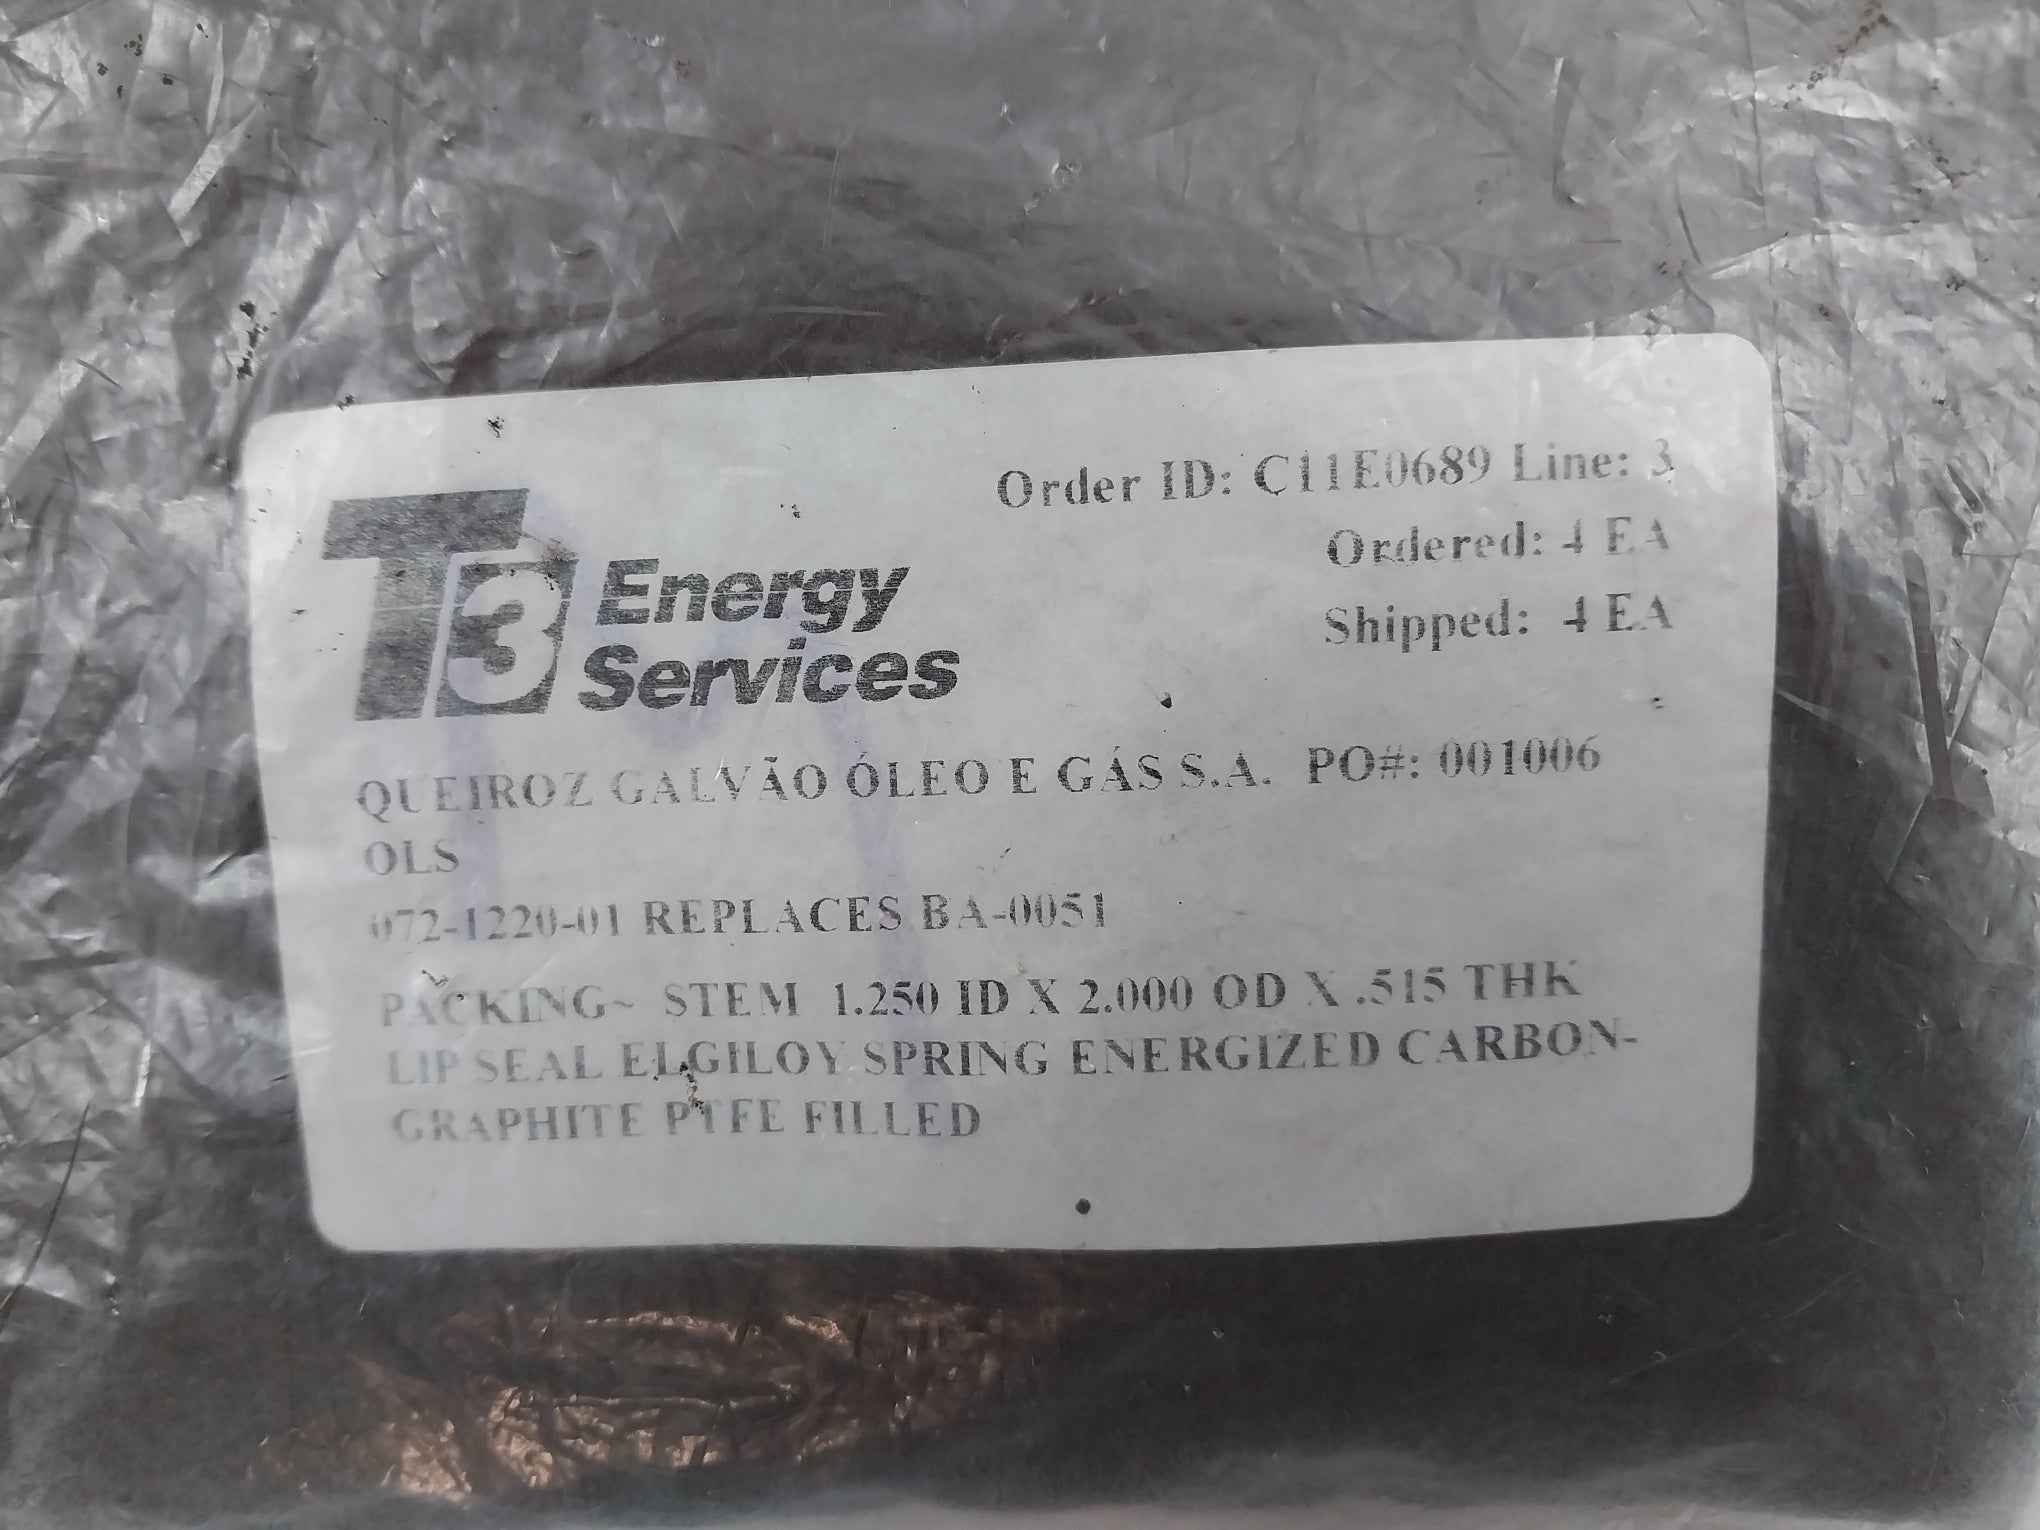 T3 Energy
Services
Order ID: C11E0689 Line: 3
Ordered: 4 EA
Shipped: 4 EA
QUEIROZ GALVÃO ÓLEO E GÁS S.A. PO#: 001006
OLS
072-1220-01 REPLACES BA-0051
PACKING~ STEM 1.250 ID X 2.000 OD X .515 THK
LIP SEAL ELGILOY SPRING ENERGIZED CARBON-
GRAPHITE PTFE FILLED